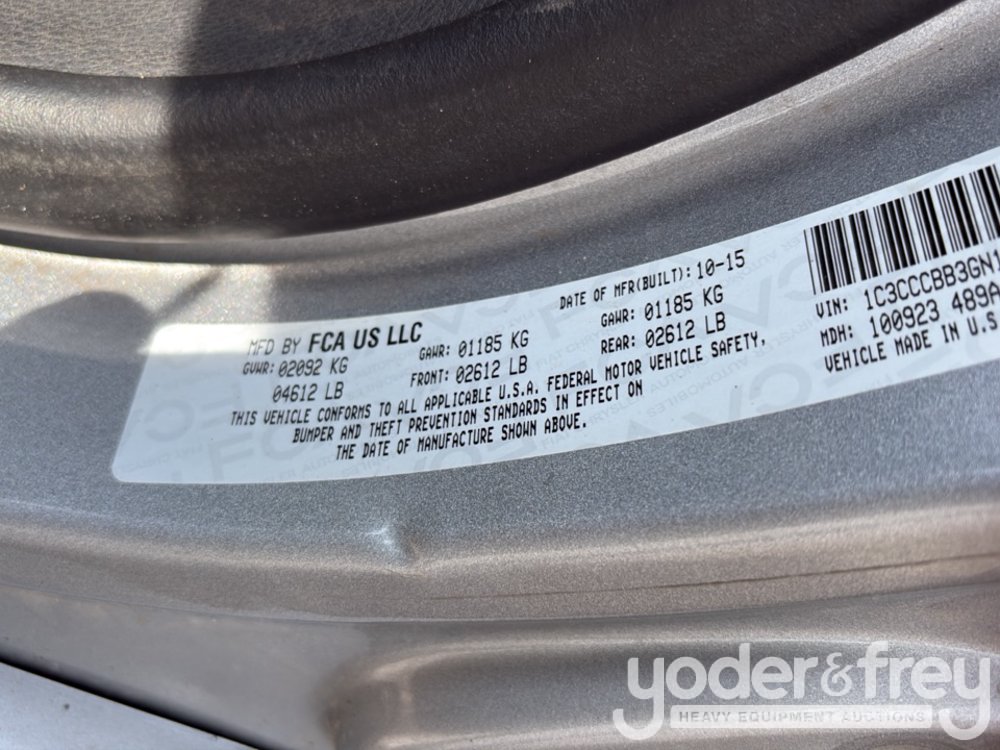 MFD BY FCA US LLC
DATE OF MFR(BUILT): 10-15
GVWR: 02092 KG
GAWR: 01185 KG
GAWR: 01185 KG
04612 LB
FRONT: 02612 LB
REAR: 02612 LB
THIS VEHICLE CONFORMS TO ALL APPLICABLE U.S.A. FEDERAL MOTOR VEHICLE SAFETY,
BUMPER AND THEFT PREVENTION STANDARDS IN EFFECT ON
THE DATE OF MANUFACTURE SHOWN ABOVE.
VIN: 1C3CCCBB3GN1
MDH: 100923 489A
VEHICLE MADE IN U.S
yoder&frey
HEAVY EQUIPMENT AUCTIONS